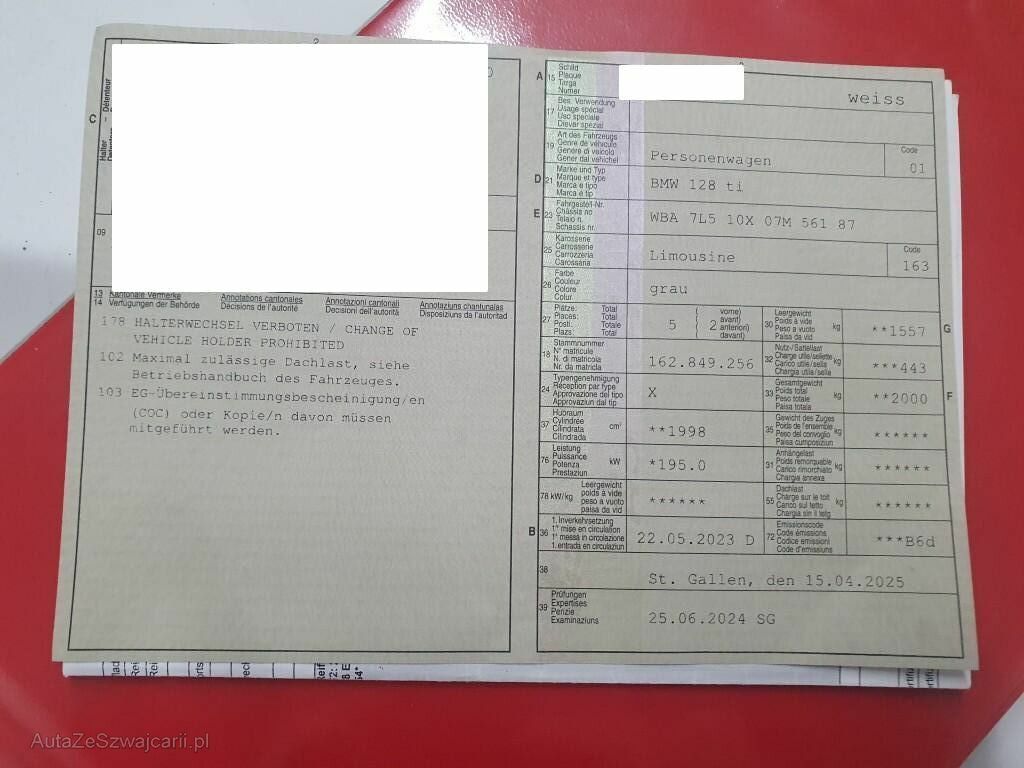 C
Halter
Détenteur
09
13 Kantonale Vermerke
14 Verfügungen der Behörde
Annotations cantonales
Décisions de l'autorité
Annotazioni cantonali
Decisioni dell'autorità
Annotaziuns chantunalas
Disposiziuns da l'autoritad
178 HALTERWECHSEL VERBOTEN / CHANGE OF
VEHICLE HOLDER PROHIBITED
102 Maximal zulässige Dachlast, siehe
Betriebshandbuch des Fahrzeuges.
103 EG-Übereinstimmungsbescheinigung/en
(COC) oder Kopie/n davon müssen
mitgeführt werden.
A 15
Schild
Plaque
Targa
Numer
weiss
17
Bes. Verwendung
Usage spécial
Uso speciale
Diever spezial
19
Art des Fahrzeugs
Genre de véhicule
Genere di veicolo
Gener dal vehichel
Personenwagen
Code
01
D 21
Marke und Typ
Marque et type
Marca e tipo
Marca e tip
BMW 128 ti
E 23
Fahrgestell-Nr.
Châssis no
Telaio n.
Schassis nr.
WBA 7L5 10X 07M 561 87
25
Karosserie
Carrosserie
Carrozzeria
Carossaria
Limousine
Code
163
26
Farbe
Couleur
Colore
Colur
grau
27
Plätze: Total
Places: Total
Posti: Totale
Plazs: Total
5 ( 2
vorne)
avant)
anteriori)
davant)
30
Leergewicht
Poids à vide
Peso a vuoto
Paisa da vid
kg
**1557
G
18
Stammnummer
N° matricule
N. di matricola
Nr. da matricla
162.849.256
32
Nutz-/Sattellast
Charge utile/sellette
Carico utile/sella
Chargia utila/sella
kg
***443
24
Typengenehmigung
Réception par type
Approvazione del tipo
Approvaziun dal tip
X
33
Gesamtgewicht
Poids total
Peso totale
Paisa totala
kg
**2000
F
37
Hubraum
Cylindrée
Cilindrata
Cilindrada
cm³
**1998
35
Gewicht des Zuges
Poids de l'ensemble
Peso del convoglio
Paisa cumposiziun
kg
******
76
Leistung
Puissance
Potenza
Prestaziun
kW
*195.0
31
Anhängelast
Poids remorquable
Carico rimorchiato
Chargia annexa
kg
******
78 kW/kg
Leergewicht
poids à vide
peso a vuoto
paisa da vid
******
55
Dachlast
Charge sur le toit
Carico sul tetto
Chargia sin il tetg
kg
******
B 36
1. Inverkehrsetzung
1re mise en circulation
1a messa in circolazione
1. entrada en circulaziun
22.05.2023 D
72
Emissionscode
Code émissions
Codice emissioni
Code d'emissiuns
***B6d
38
St. Gallen, den 15.04.2025
39
Prüfungen
Expertises
Perizie
Examinaziuns
25.06.2024 SG
AutaZeSzwajcarii.pl